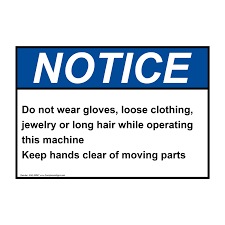 NOTICE
Do not wear gloves, loose clothing,
jewelry or long hair while operating
this machine
Keep hands clear of moving parts